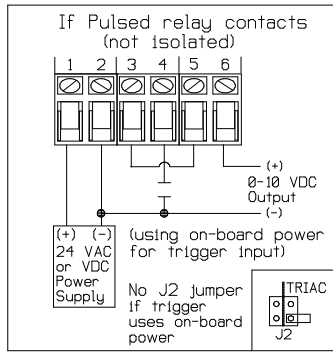 If Pulsed relay contacts
(not isolated)
1 2 3 4 5 6
(+)
0-10 VDC
Output
(-)
(+) (-)
24 VAC
or VDC
Power
Supply
(using on-board power
for trigger input)
No J2 jumper
if trigger
uses on-board
power
TRIAC
J2